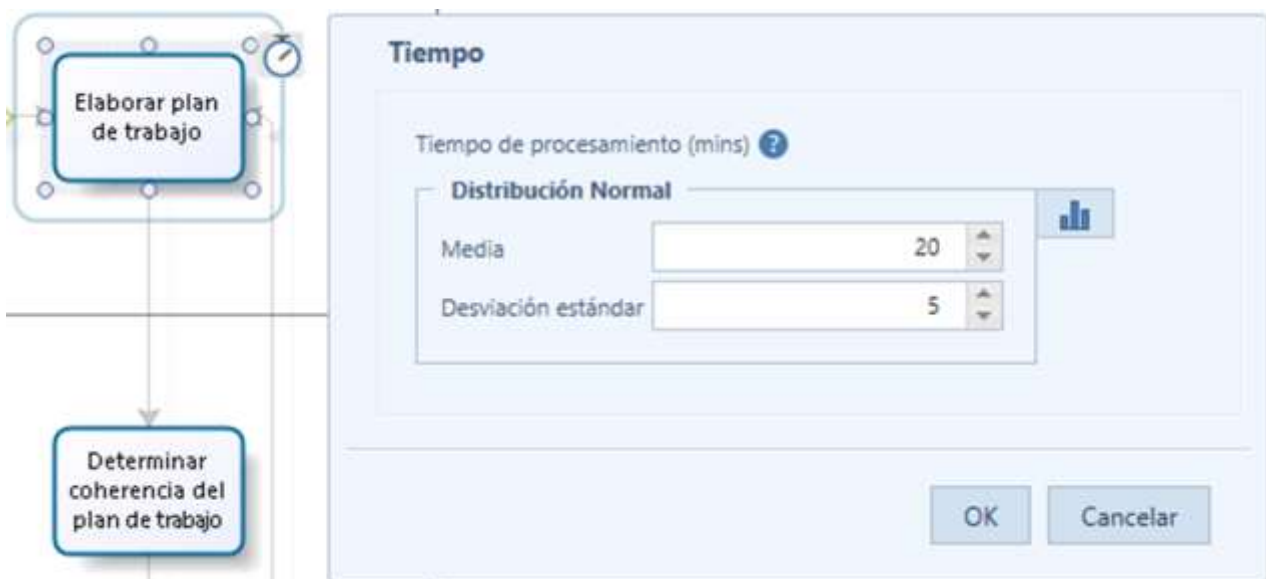 Elaborar plan
de trabajo
Determinar
coherencia del
plan de trabajo
Tiempo
Tiempo de procesamiento (mins) ?
Distribución Normal
Media 20
Desviación estándar 5
OK Cancelar